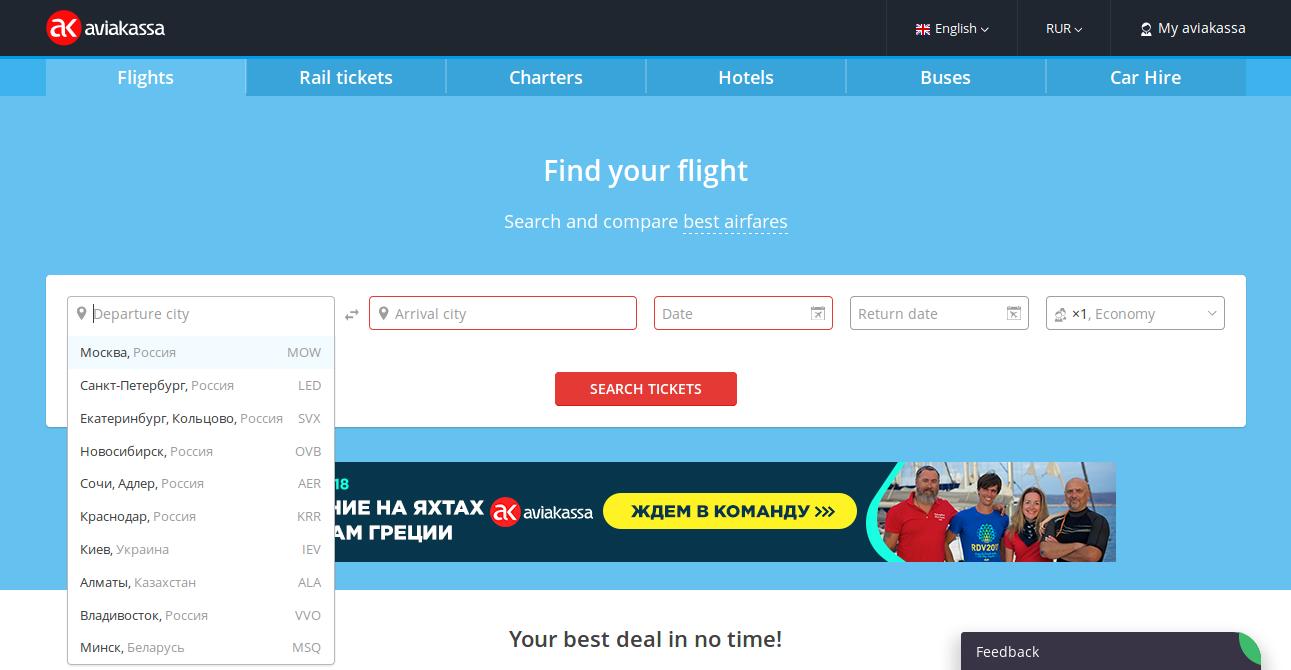 ak aviakassa
English
RUR
My aviakassa
Flights
Rail tickets
Charters
Hotels
Buses
Car Hire
Find your flight
Search and compare best airfares
Departure city
Arrival city
Date
Return date
×1, Economy
Москва, Россия MOW
Санкт-Петербург, Россия LED
Екатеринбург, Кольцово, Россия SVX
Новосибирск, Россия OVB
Сочи, Адлер, Россия AER
Краснодар, Россия KRR
Киев, Украина IEV
Алматы, Казахстан ALA
Владивосток, Россия VVO
Минск, Беларусь MSQ
SEARCH TICKETS
18
НИЕ НА ЯХТАХ
АМ ГРЕЦИИ
ak aviakassa
ЖДЕМ В КОМАНДУ >>>
RDV2017
Your best deal in no time!
Feedback